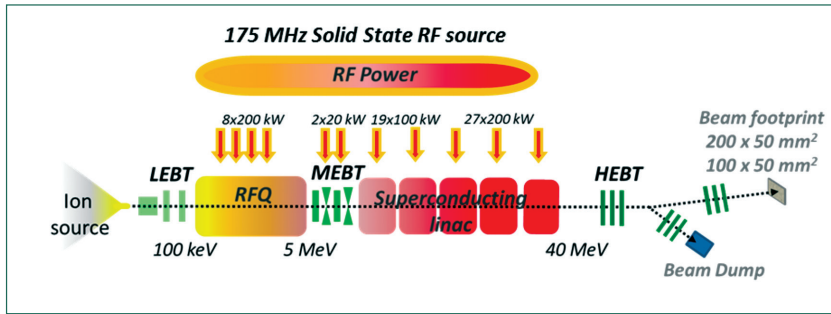 175 MHz Solid State RF source
RF Power
8x200 kW
2x20 kW
19x100 kW
27x200 kW
Beam footprint
200 x 50 mm²
100 x 50 mm²
LEBT
MEBT
HEBT
Ion
source
RFQ
Superconducting
linac
100 keV
5 MeV
40 MeV
Beam Dump